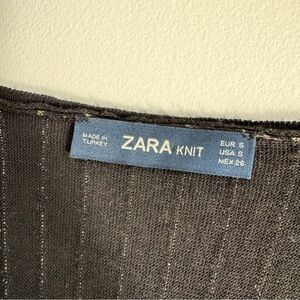 MADE IN
TURKEY
ZARA KNIT
EUR S
USA S
MEX 26